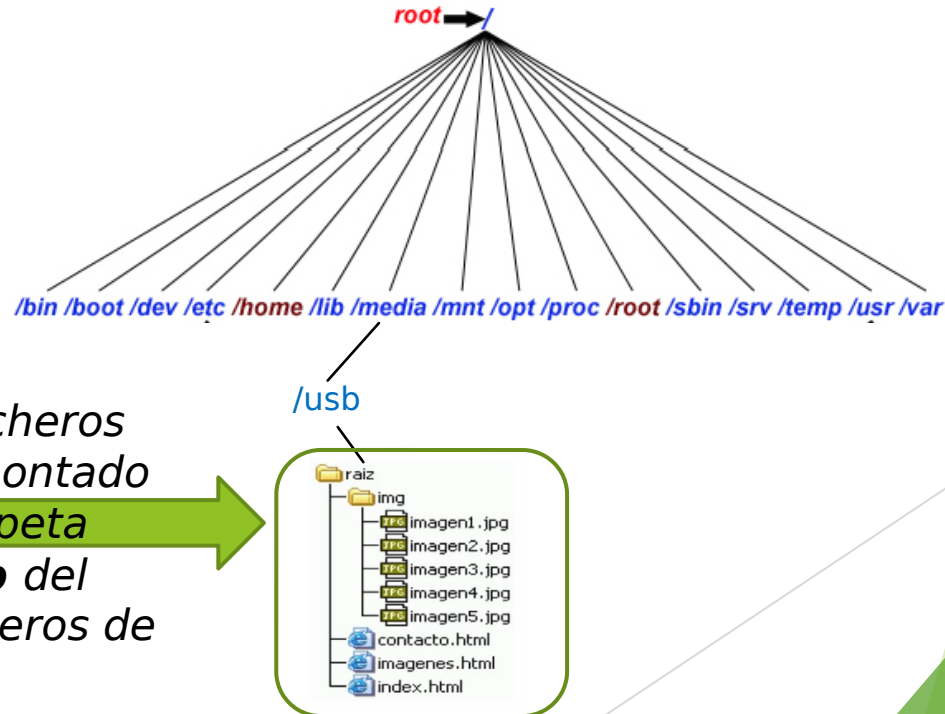 root /
/bin /boot /dev /etc /home /lib /media /mnt /opt /proc /root /sbin /srv /temp /usr /var
/usb
cheros
ontado
peta
o del
eros de
raiz
img
imagen1.jpg
imagen2.jpg
imagen3.jpg
imagen4.jpg
imagen5.jpg
contacto.html
imagenes.html
index.html